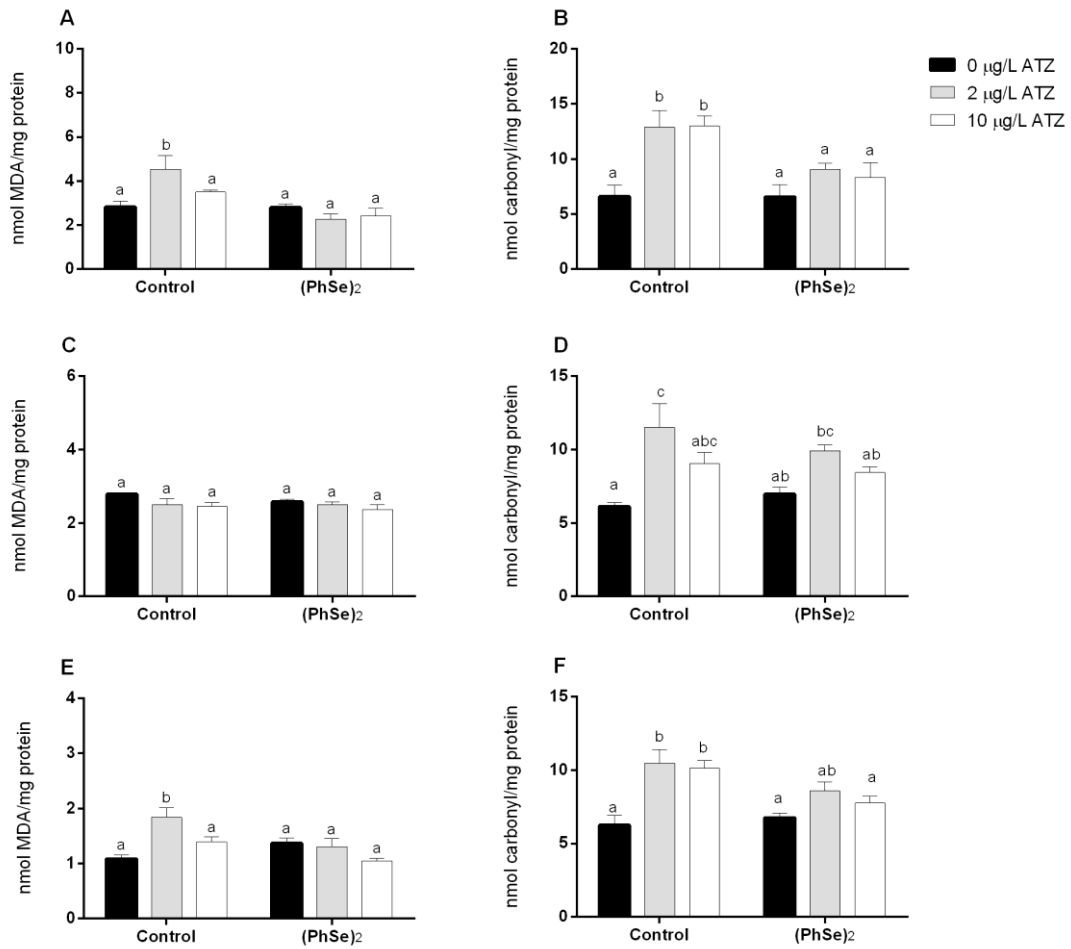 A
nmol MDA/mg protein
10
8
6
4
2
0
a
b
a
a
a
a
Control
(PhSe)2
B
nmol carbonyl/mg protein
20
15
10
5
0
a
b
b
a
a
a
Control
(PhSe)2
0 μg/L ATZ
2 μg/L ATZ
10 μg/L ATZ
C
nmol MDA/mg protein
6
4
2
0
a
a
a
a
a
a
Control
(PhSe)2
D
nmol carbonyl/mg protein
15
10
5
0
a
c
abc
ab
bc
ab
Control
(PhSe)2
E
nmol MDA/mg protein
4
3
2
1
0
a
b
a
a
a
a
Control
(PhSe)2
F
nmol carbonyl/mg protein
15
10
5
0
a
b
b
a
ab
a
Control
(PhSe)2